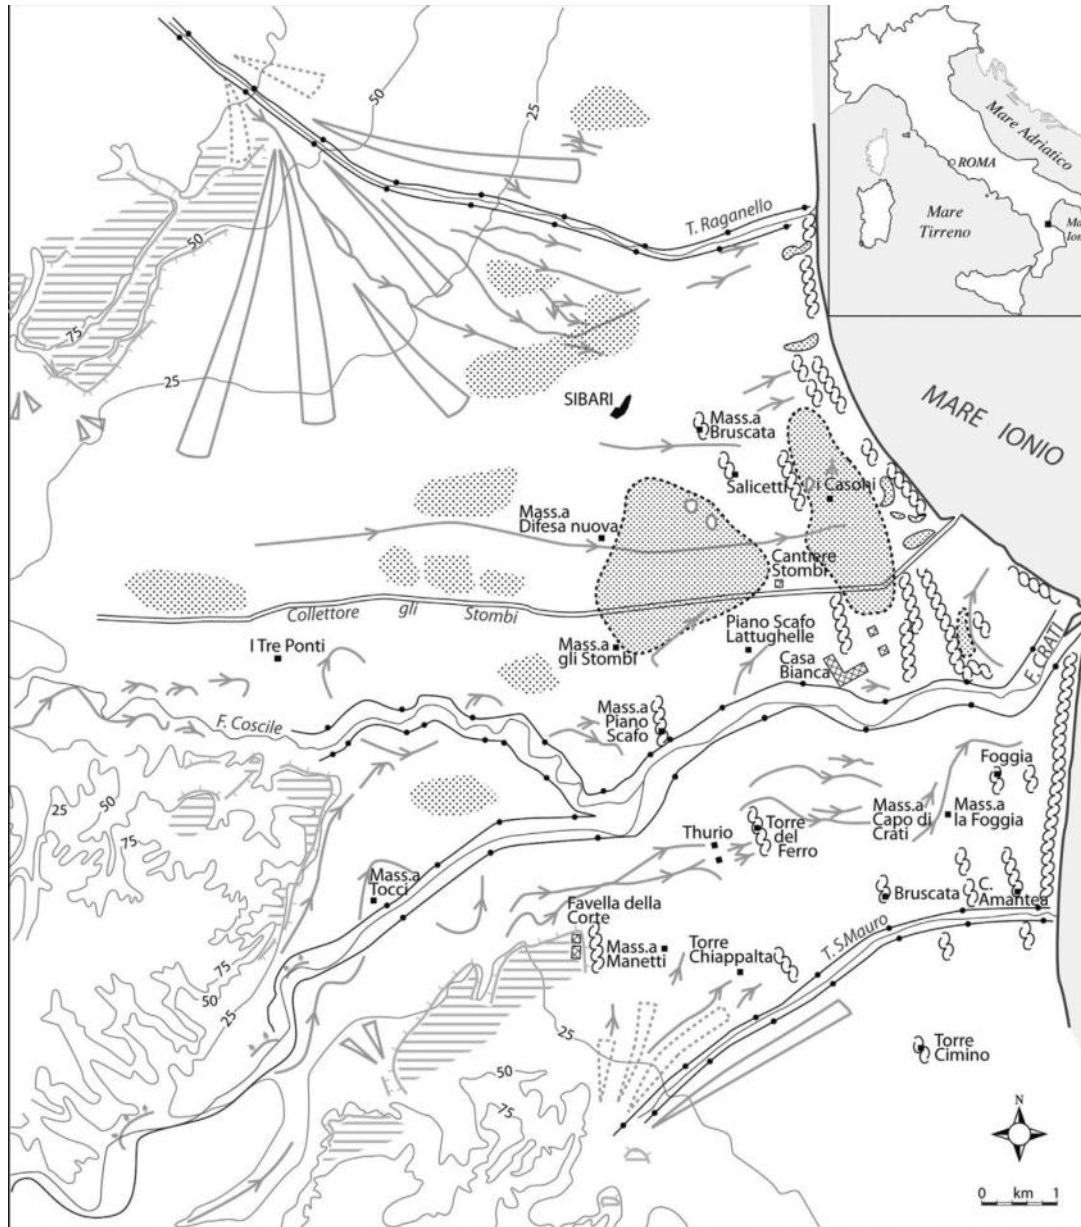 50
25
Mare Adriatico
ROMA
Mare
Tirreno
T. Raganello
50
75
25
SIBARI
MARE IONIO
Mass.a
Bruscata
Salicetti
I Casoni
Mass.a
Difesa nuova
Cantiere
Stombi
Collettore gli Stombi
I Tre Ponti
Mass.a
gli Stombi
Piano Scafo
Lattughelle
Casa
Bianca
F. CRATI
F. Coscile
Mass.a
Piano
Scafo
Foggia
50
25
75
75
Mass.a
Capo di
Crati
Mass.a
la Foggia
Thurio
Torre
del
Ferro
Mass.a
Tocci
Bruscata
C.
Amantea
Favella della
Corte
Mass.a
Manetti
Torre
Chiappalta
T. S.Mauro
75
50
25
25
50
75
Torre
Cimino
N
0 km 1